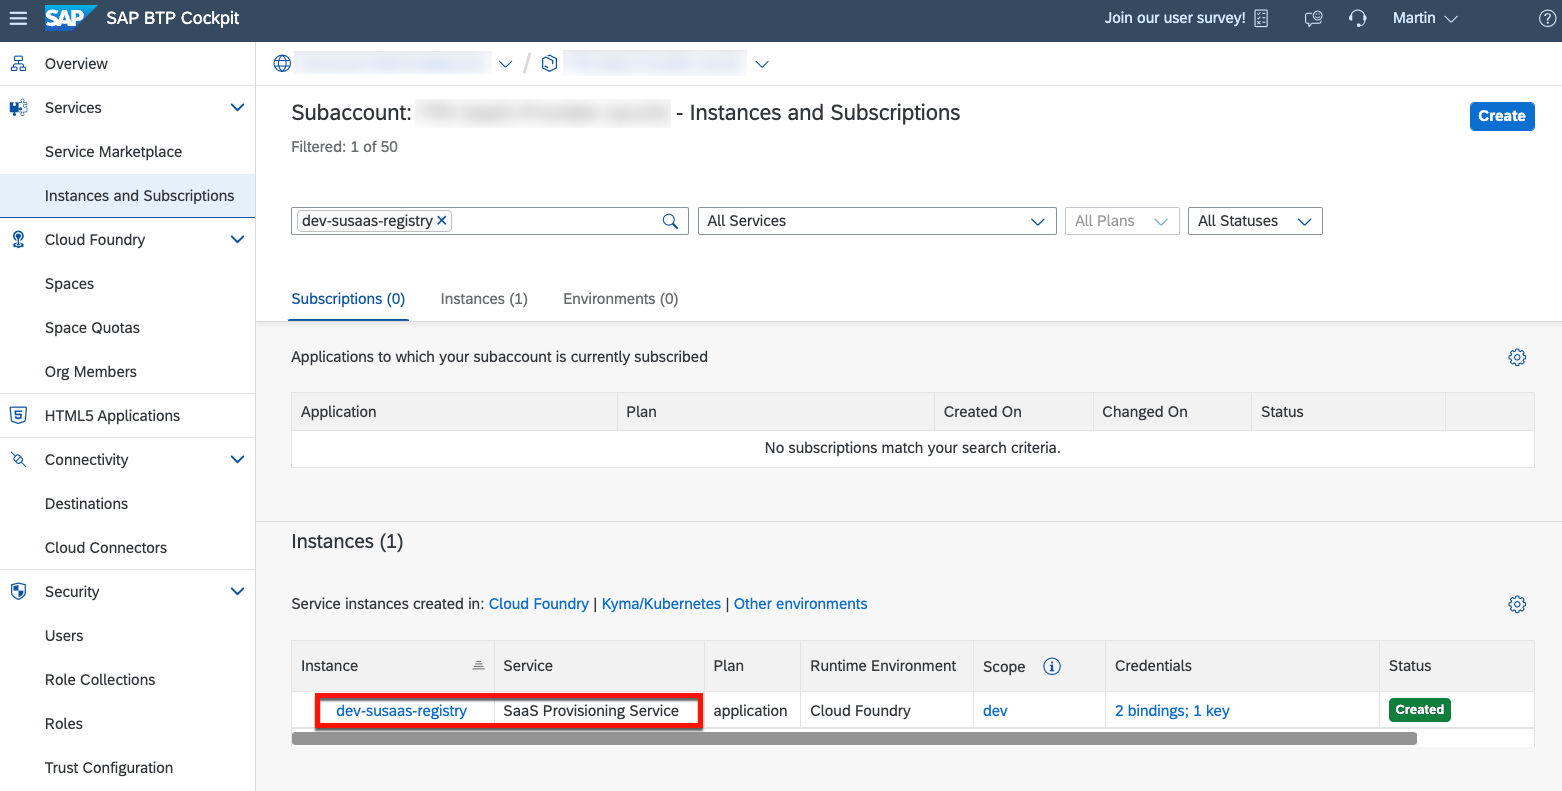 SAP SAP BTP Cockpit Join our user survey! Martin
Overview
Services
Service Marketplace
Instances and Subscriptions
Cloud Foundry
Spaces
Space Quotas
Org Members
HTML5 Applications
Connectivity
Destinations
Cloud Connectors
Security
Users
Role Collections
Roles
Trust Configuration
/
Subaccount: - Instances and Subscriptions
Create
Filtered: 1 of 50
dev-susaas-registry All Services All Plans All Statuses
Subscriptions (0) Instances (1) Environments (0)
Applications to which your subaccount is currently subscribed
Application Plan Created On Changed On Status
No subscriptions match your search criteria.
Instances (1)
Service instances created in: Cloud Foundry | Kyma/Kubernetes | Other environments
Instance Service Plan Runtime Environment Scope Credentials Status
dev-susaas-registry SaaS Provisioning Service application Cloud Foundry dev 2 bindings; 1 key Created